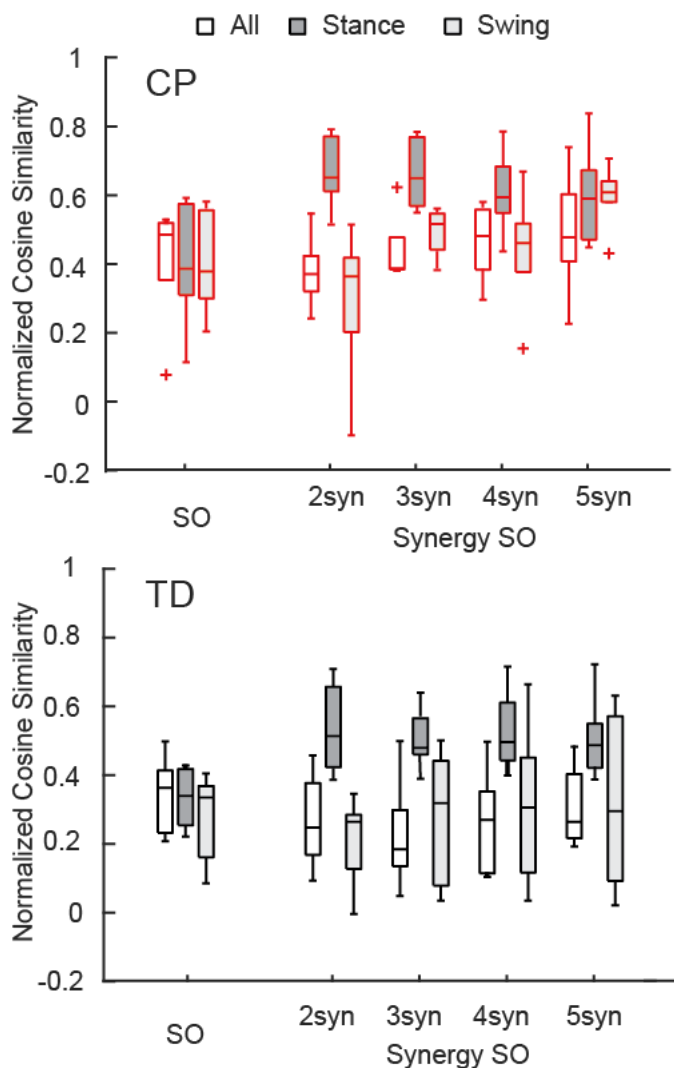 All Stance Swing
CP
Normalized Cosine Similarity
1
0.8
0.6
0.4
0.2
0
-0.2
SO
2syn 3syn 4syn 5syn
Synergy SO
TD
Normalized Cosine Similarity
1
0.8
0.6
0.4
0.2
0
-0.2
SO
2syn 3syn 4syn 5syn
Synergy SO